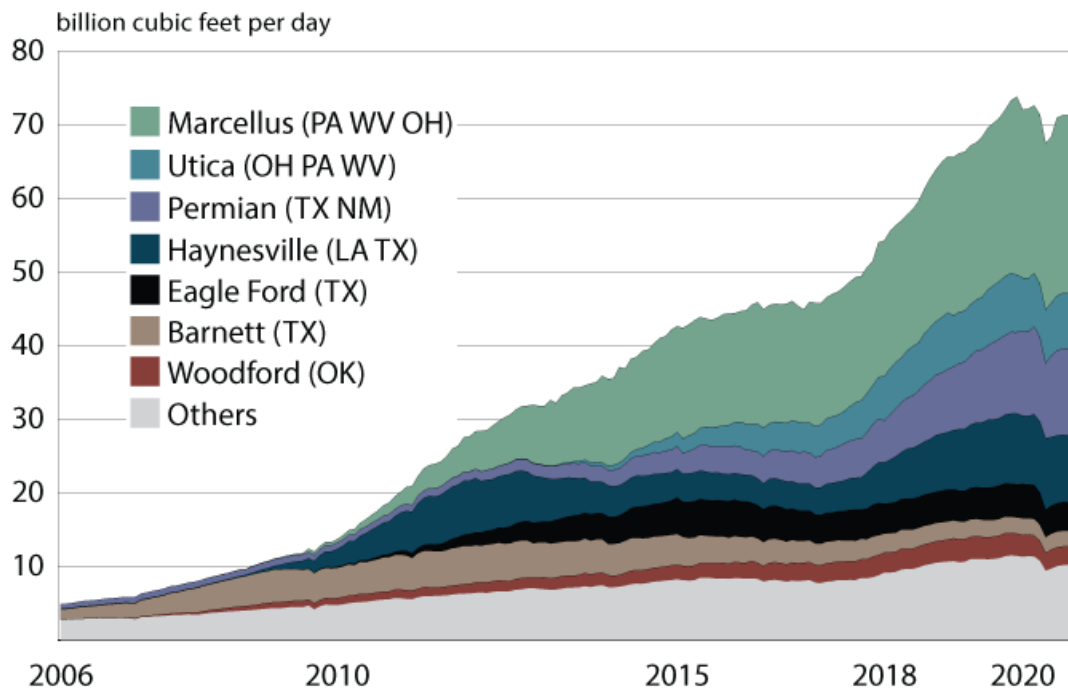 billion cubic feet per day
80
70
60
50
40
30
20
10
Marcellus (PA WV OH)
Utica (OH PA WV)
Permian (TX NM)
Haynesville (LA TX)
Eagle Ford (TX)
Barnett (TX)
Woodford (OK)
Others
2006 2010 2015 2018 2020